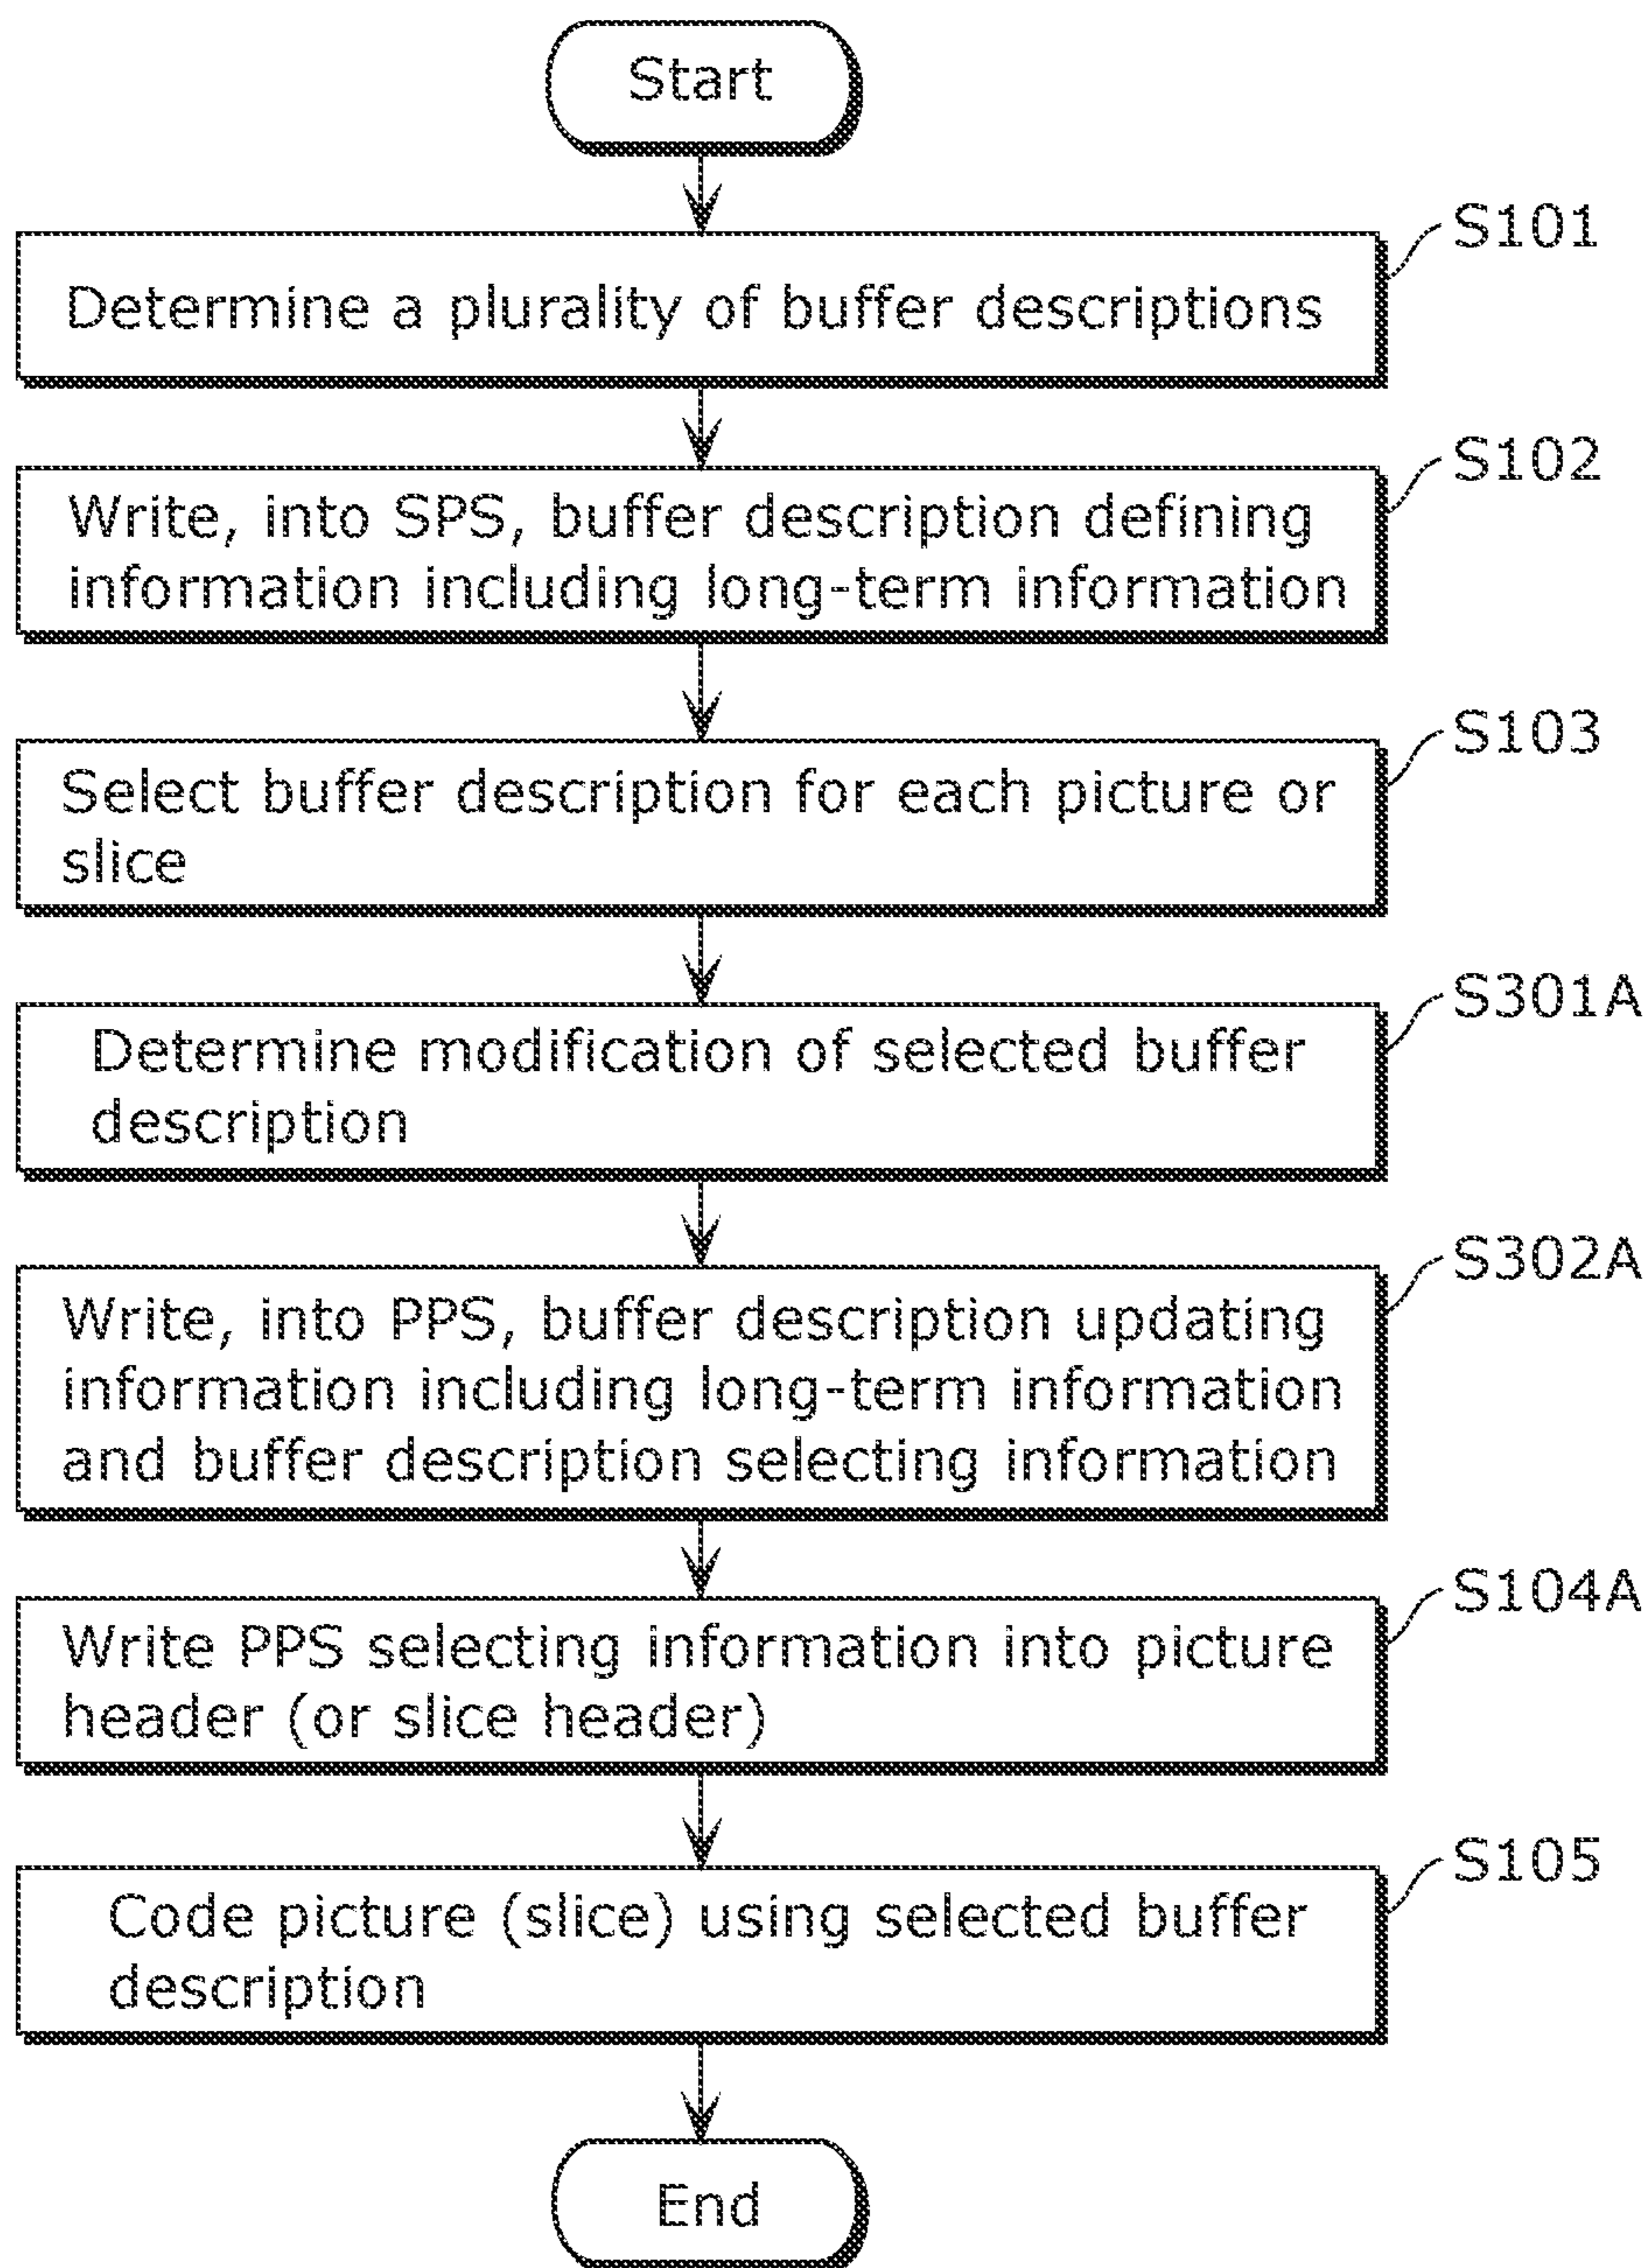 Start
S101
Determine a plurality of buffer descriptions
S102
Write, into SPS, buffer description defining
information including long-term information
S103
Select buffer description for each picture or
slice
S301A
Determine modification of selected buffer
description
S302A
Write, into PPS, buffer description updating
information including long-term information
and buffer description selecting information
S104A
Write PPS selecting information into picture
header (or slice header)
S105
Code picture (slice) using selected buffer
description
End